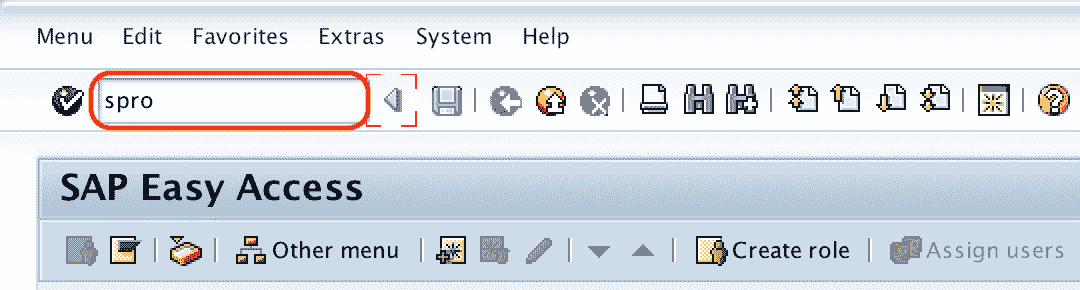 Menu Edit Favorites Extras System Help
spro
SAP Easy Access
Other menu Create role Assign users